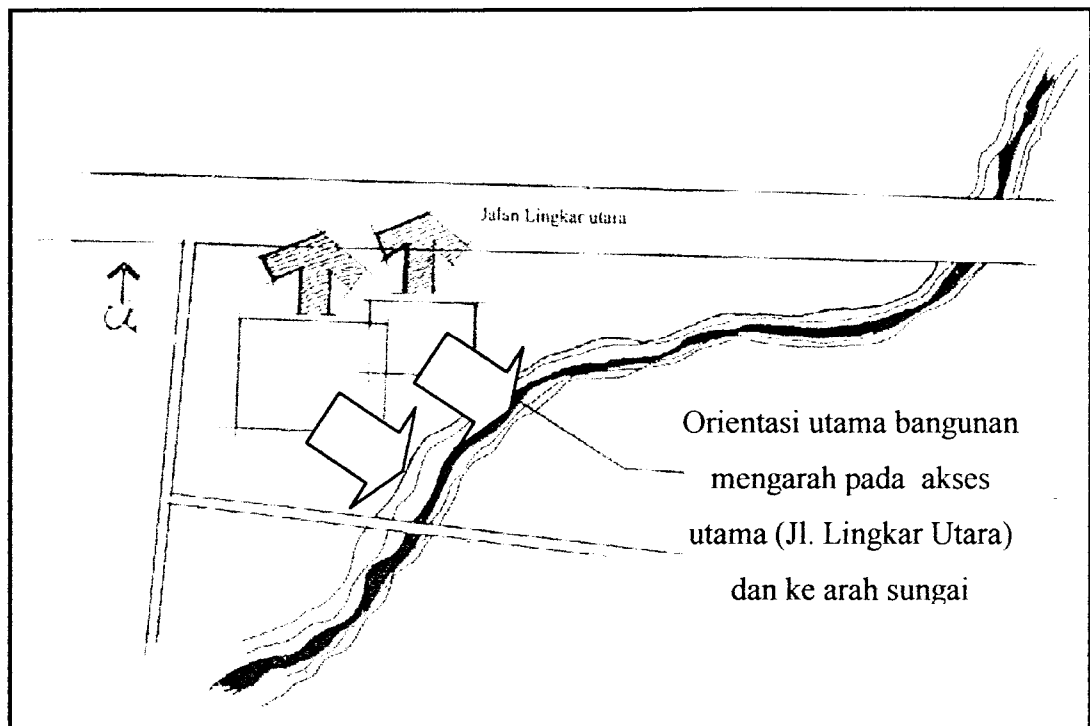 Jalan Lingkar utara
U
Orientasi utama bangunan
mengarah pada akses
utama (Jl. Lingkar Utara)
dan ke arah sungai